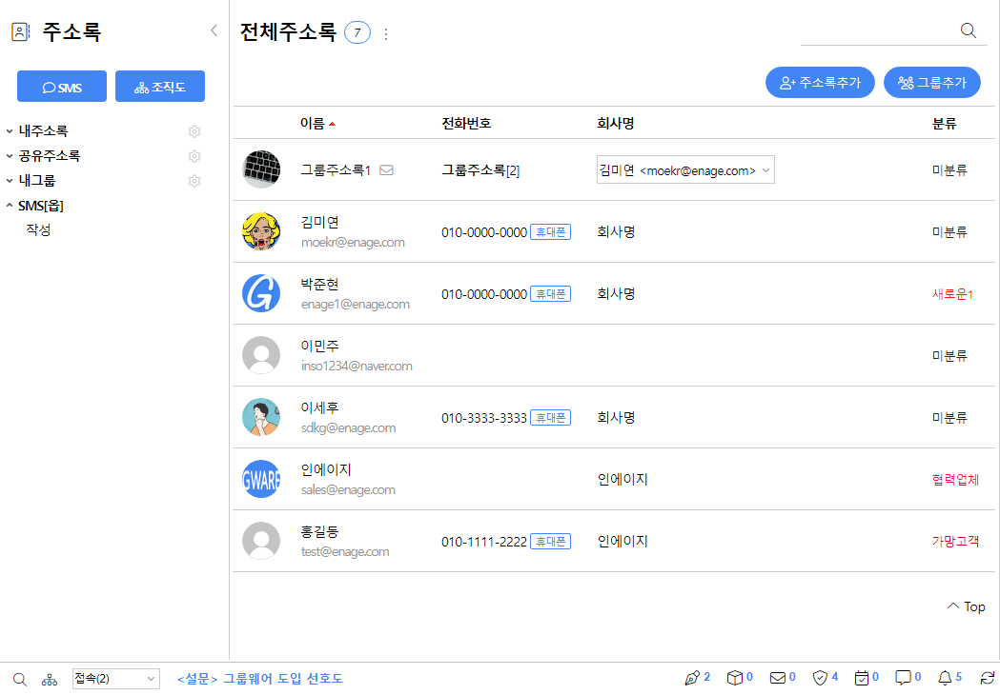 주소록
전체주소록 7
SMS 조직도
주소록추가 그룹추가
내주소록
공유주소록
내그룹
SMS[읍]
작성
이름 전화번호 회사명 분류
그룹주소록1 그룹주소록[2] 김미연 <moekr@enage.com> 미분류
김미연
moekr@enage.com
010-0000-0000 휴대폰 회사명 미분류
박준현
enage1@enage.com
010-0000-0000 휴대폰 회사명 새로운1
이민주
inso1234@naver.com
미분류
이세후
sdkg@enage.com
010-3333-3333 휴대폰 회사명 미분류
GWARE
인에이지
sales@enage.com
인에이지 협력업체
홍길동
test@enage.com
010-1111-2222 휴대폰 인에이지 가망고객
Top
접속(2) <설문> 그룹웨어 도입 선호도 2 0 0 4 0 0 5